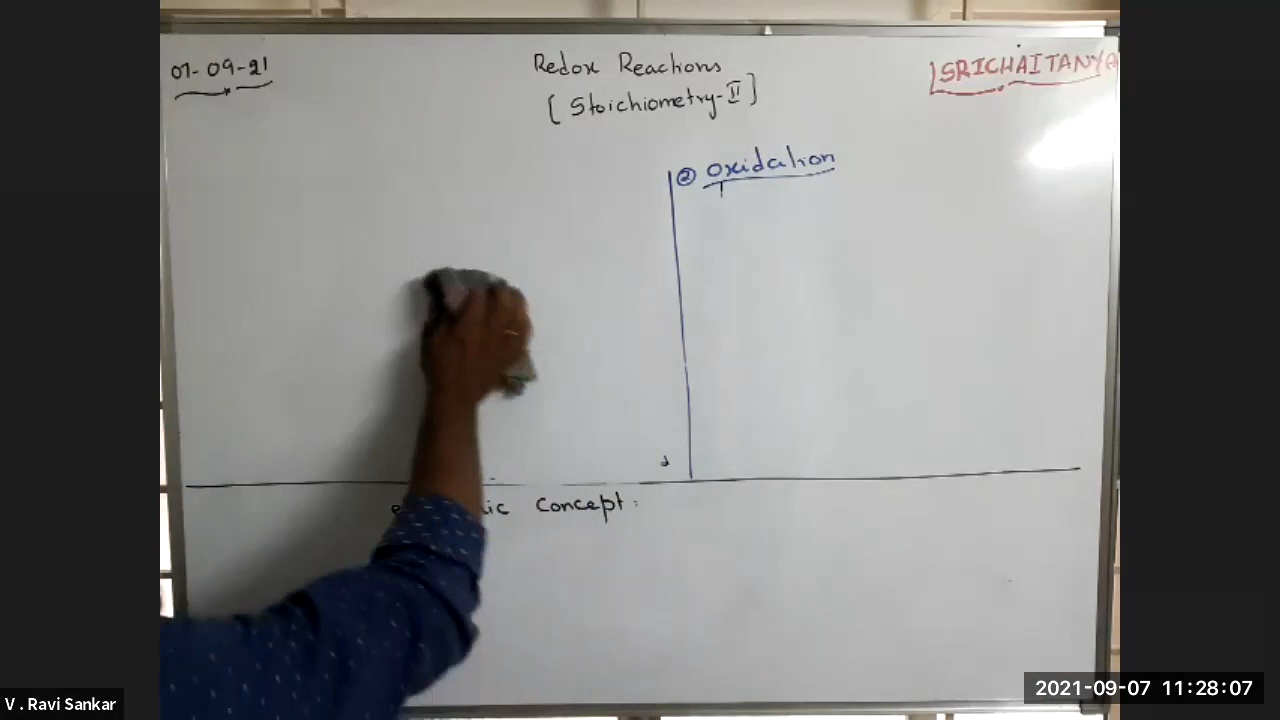 07-09-21
Redox Reactions
[Stoichiometry-II]
SRICHAITANYA
② Oxidation
Concept:
V . Ravi Sankar
2021-09-07 11:28:07